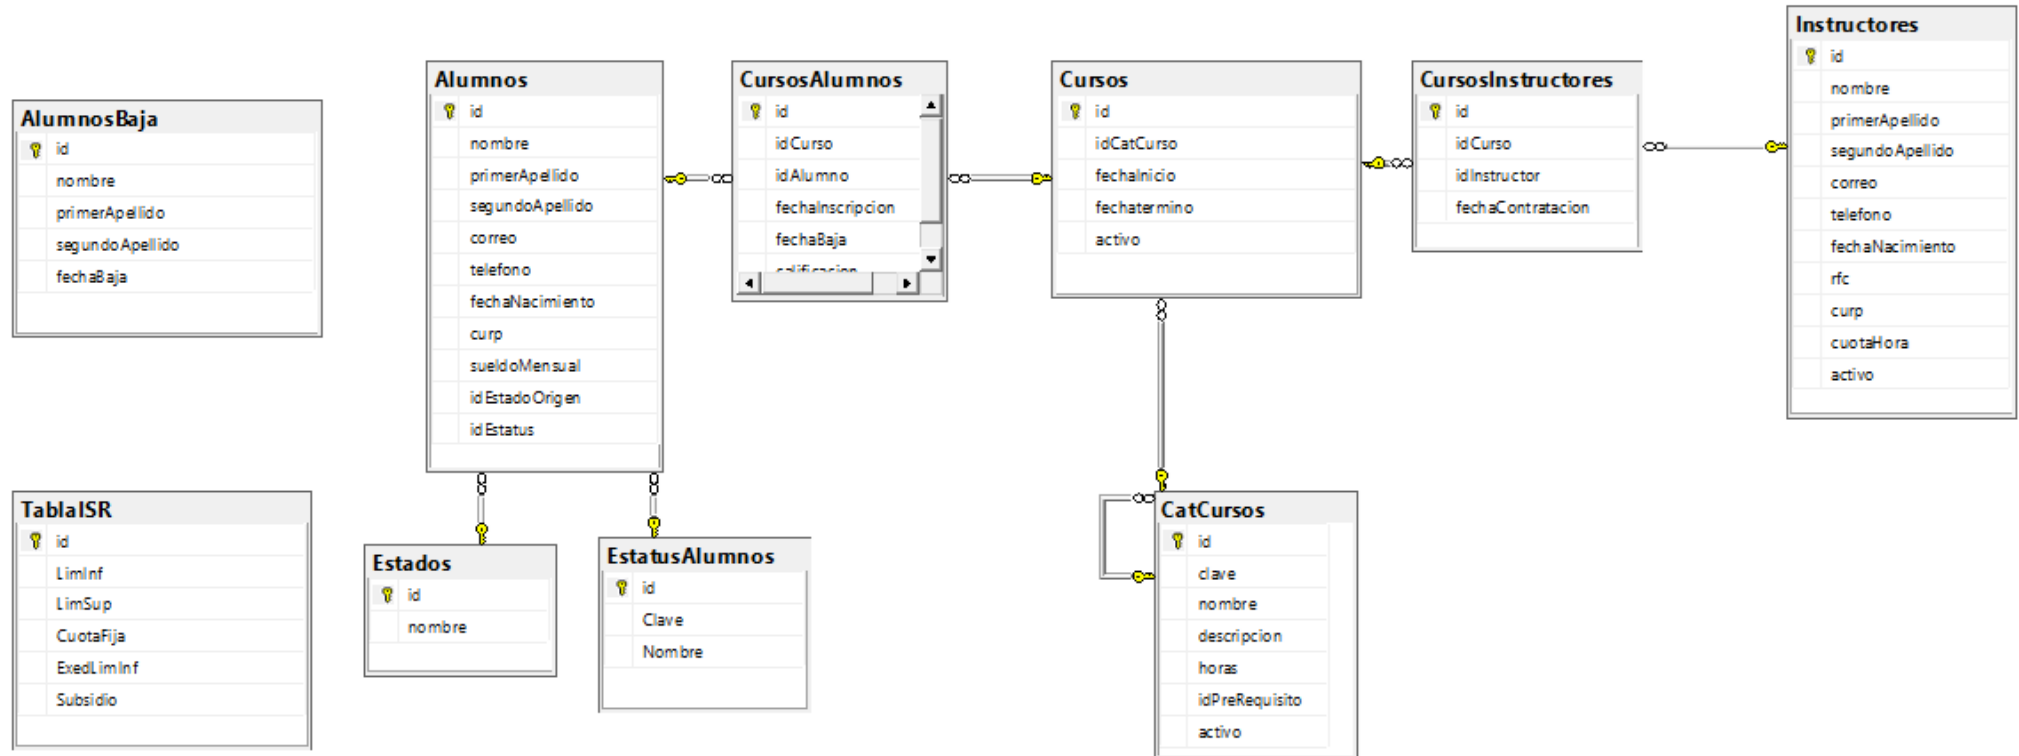 AlumnosBaja
id
nombre
primerApellido
segundoApellido
fechaBaja
Alumnos
id
nombre
primerApellido
segundoApellido
correo
telefono
fechaNacimiento
curp
sueldoMensual
idEstadoOrigen
idEstatus
CursosAlumnos
id
idCurso
idAlumno
fechaInscripcion
fechaBaja
calificacion
Cursos
id
idCatCurso
fechaInicio
fechatermino
activo
CursosInstructores
id
idCurso
idInstructor
fechaContratacion
Instructores
id
nombre
primerApellido
segundoApellido
correo
telefono
fechaNacimiento
rfc
curp
cuotaHora
activo
TablaISR
id
LimInf
LimSup
CuotaFija
ExedLimInf
Subsidio
Estados
id
nombre
EstatusAlumnos
id
Clave
Nombre
CatCursos
id
clave
nombre
descripcion
horas
idPreRequisito
activo